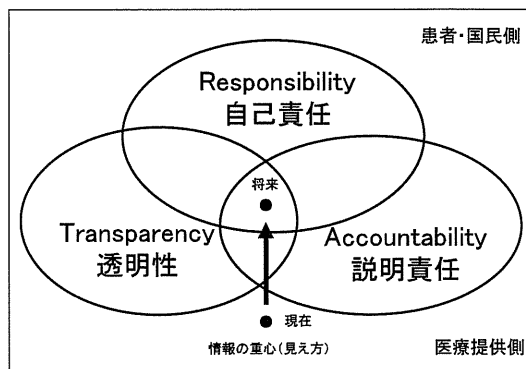 患者・国民側
Responsibility
自己責任
将来
Transparency
透明性
Accountability
説明責任
現在
情報の重心(見え方)
医療提供側